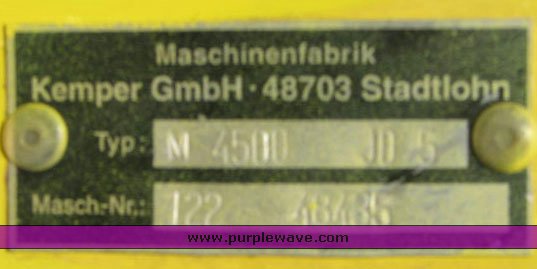 Maschinenfabrik
Kemper GmbH · 48703 Stadtlohn
Typ: M 4500 JD 5
Masch-Nr.: 122
www.purplewave.com